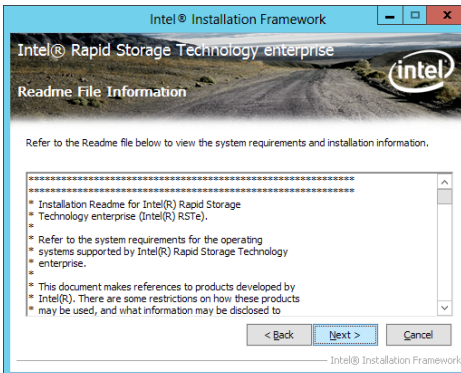 Intel® Installation Framework
Intel® Rapid Storage Technology enterprise
intel
Readme File Information
Refer to the Readme file below to view the system requirements and installation information.
************************************************************
************************************************************
* Installation Readme for Intel(R) Rapid Storage
* Technology enterprise (Intel(R) RSTe).
*
* Refer to the system requirements for the operating
* systems supported by Intel(R) Rapid Storage Technology
* enterprise.
*
* This document makes references to products developed by
* Intel(R). There are some restrictions on how these products
* may be used, and what information may be disclosed to
< Back Next > Cancel
Intel® Installation Framework